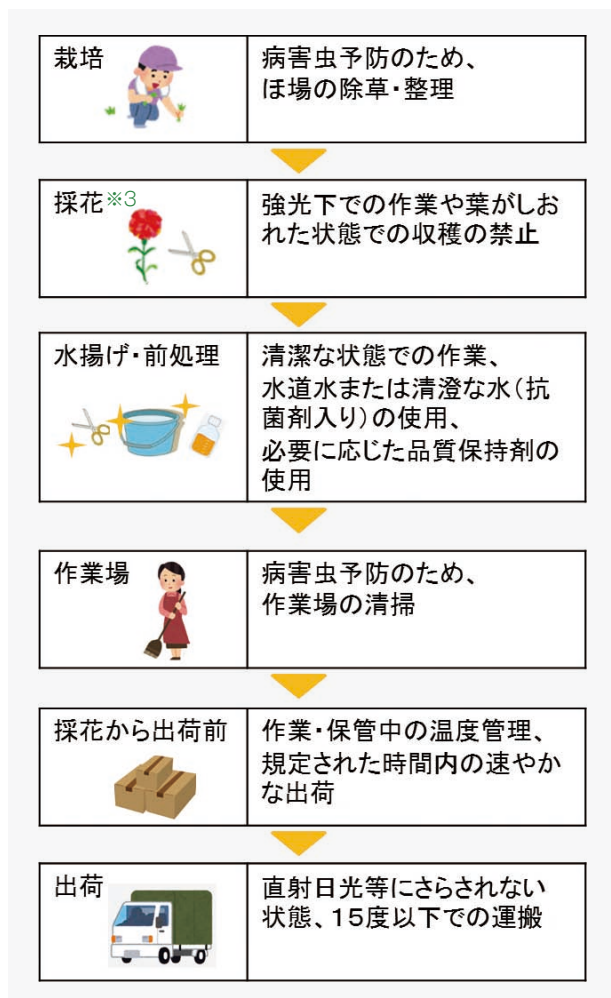 栽培
病害虫予防のため、
ほ場の除草・整理
採花※3
強光下での作業や葉がしお
れた状態での収穫の禁止
水揚げ・前処理
清潔な状態での作業、
水道水または清澄な水（抗
菌剤入り）の使用、
必要に応じた品質保持剤の
使用
作業場
病害虫予防のため、
作業場の清掃
採花から出荷前
作業・保管中の温度管理、
規定された時間内の速やか
な出荷
出荷
直射日光等にさらされない
状態、１５度以下での運搬